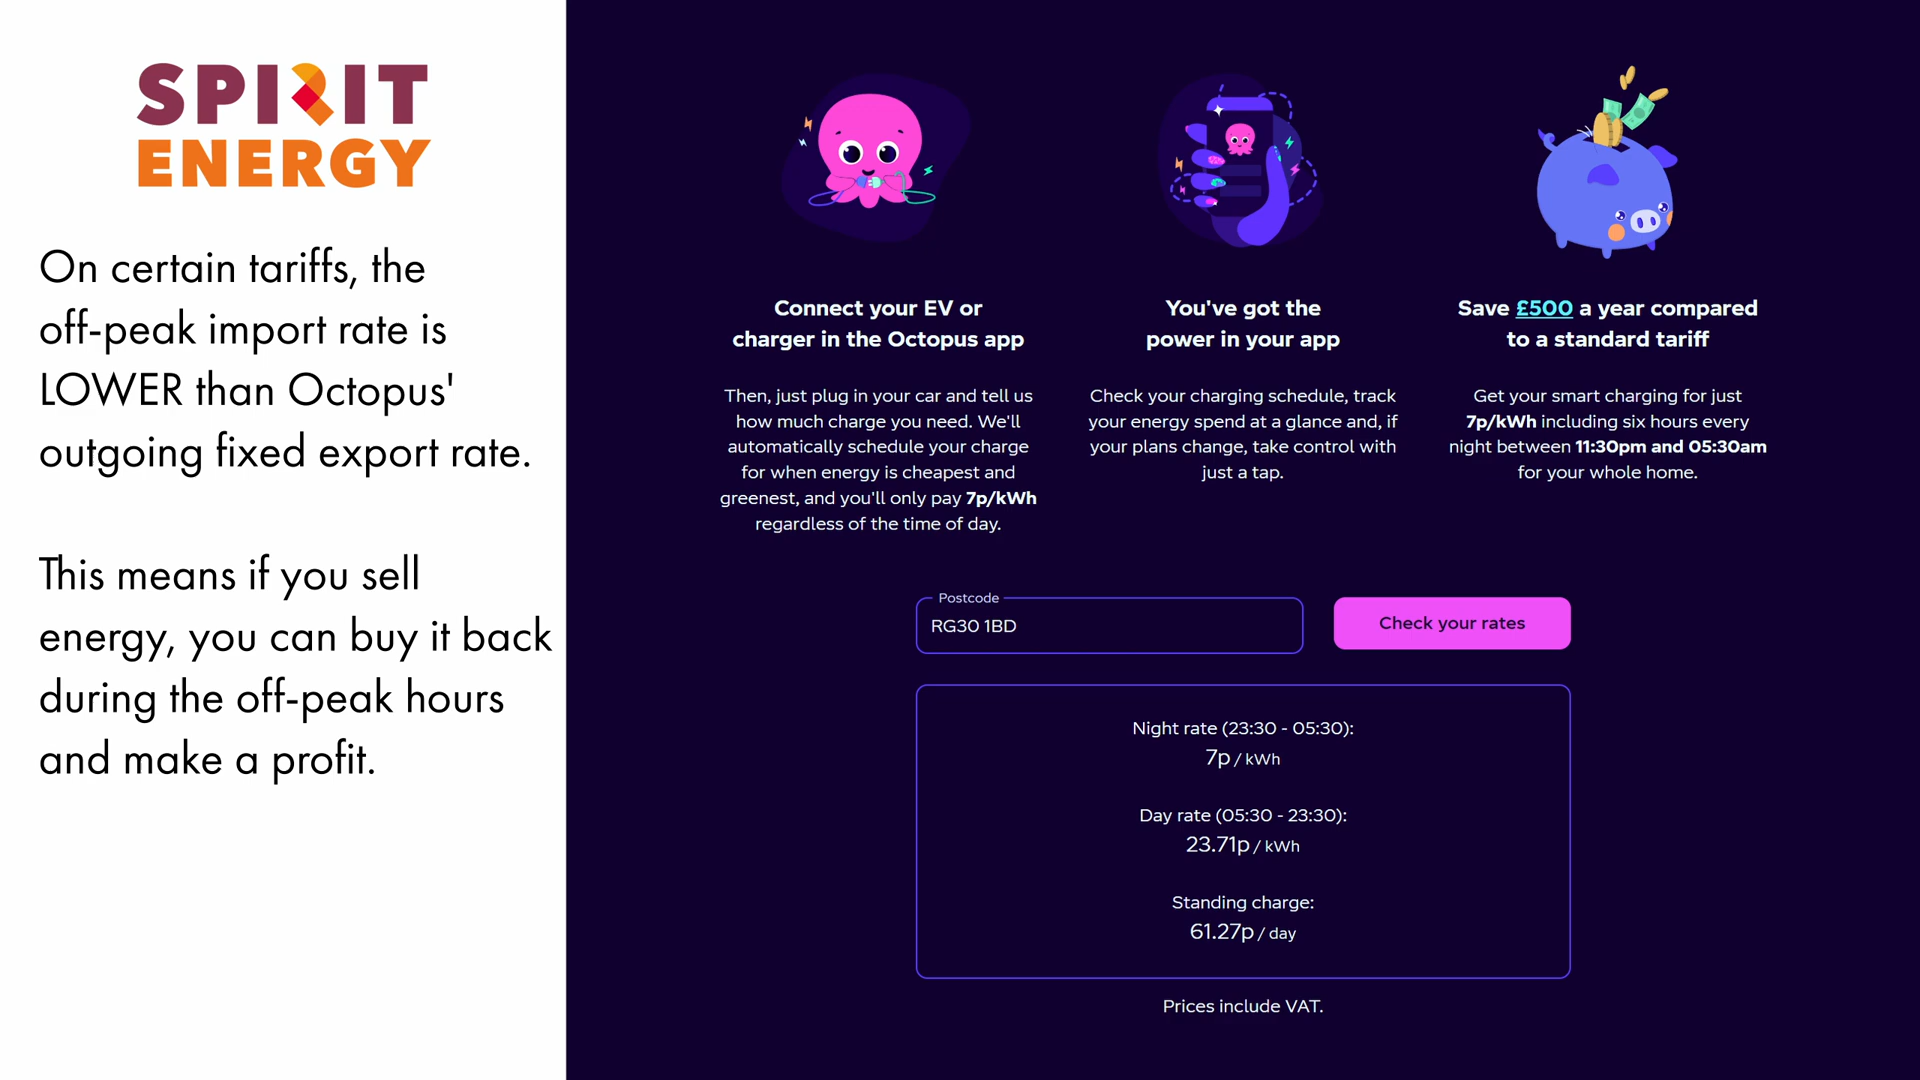 SPIRIT
ENERGY
On certain tariffs, the
off-peak import rate is
LOWER than Octopus'
outgoing fixed export rate.
This means if you sell
energy, you can buy it back
during the off-peak hours
and make a profit.
Connect your EV or
charger in the Octopus app
Then, just plug in your car and tell us
how much charge you need. We'll
automatically schedule your charge
for when energy is cheapest and
greenest, and you'll only pay 7p/kWh
regardless of the time of day.
You've got the
power in your app
Check your charging schedule, track
your energy spend at a glance and, if
your plans change, take control with
just a tap.
Save £500 a year compared
to a standard tariff
Get your smart charging for just
7p/kWh including six hours every
night between 11:30pm and 05:30am
for your whole home.
Postcode
RG30 1BD
Check your rates
Night rate (23:30 - 05:30):
7p / kWh
Day rate (05:30 - 23:30):
23.71p / kWh
Standing charge:
61.27p / day
Prices include VAT.